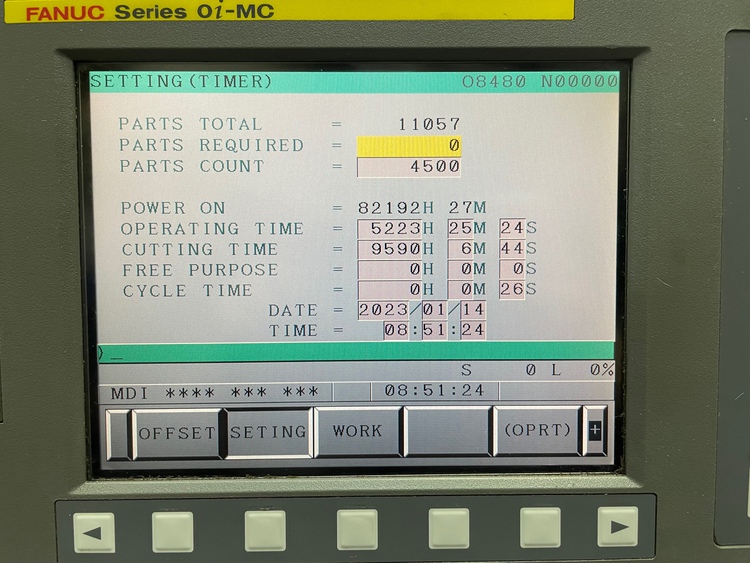 FANUC Series 0i-MC
SETTING(TIMER) O8480 N00000
PARTS TOTAL = 11057
PARTS REQUIRED = 0
PARTS COUNT = 4500
POWER ON = 82192H 27M
OPERATING TIME = 5223H 25M 24S
CUTTING TIME = 9590H 6M 44S
FREE PURPOSE = 0H 0M 0S
CYCLE TIME = 0H 0M 26S
DATE = 2023/01/14
TIME = 08:51:24
)_
S 0 L 0%
MDI **** *** *** 08:51:24
OFFSET SETING WORK (OPRT) +